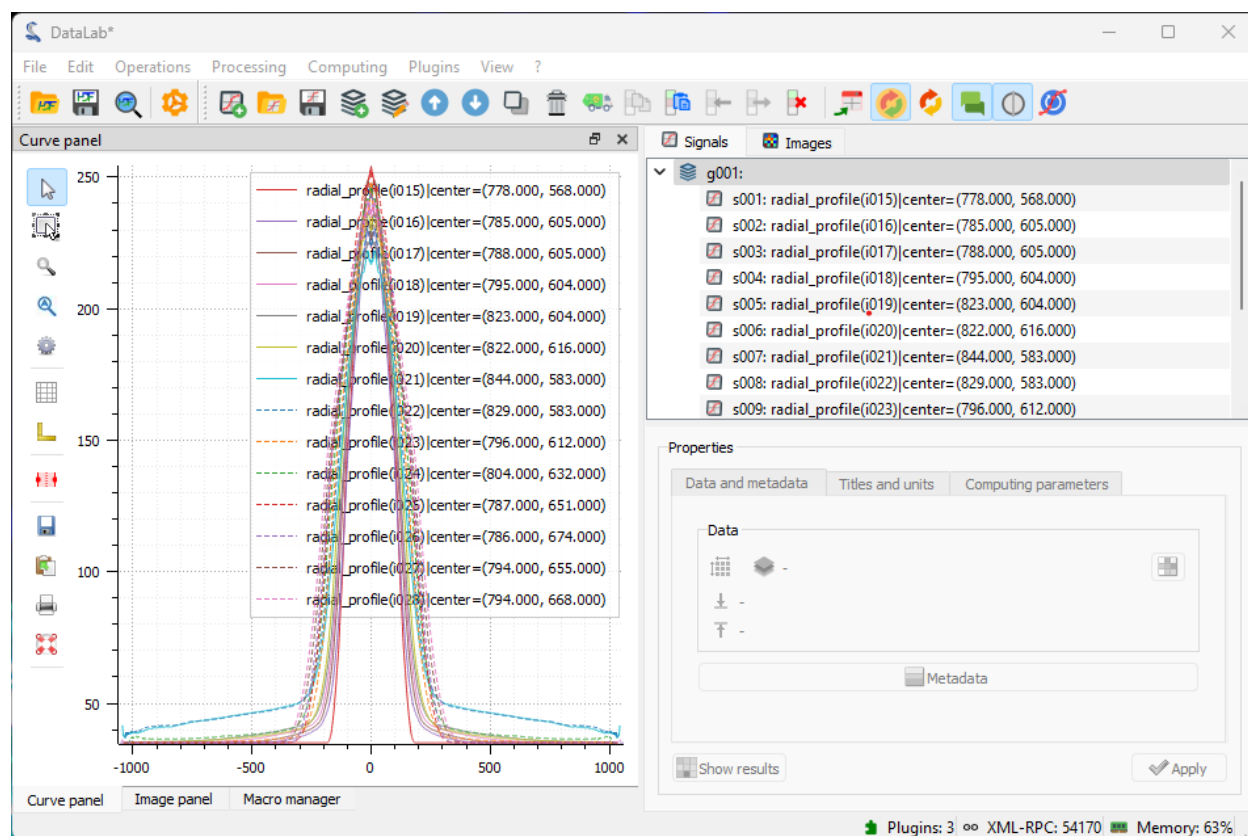 DataLab*
File Edit Operations Processing Computing Plugins View ?
Curve panel
Signals Images
g001:
s001: radial_profile(i015)|center=(778.000, 568.000)
s002: radial_profile(i016)|center=(785.000, 605.000)
s003: radial_profile(i017)|center=(788.000, 605.000)
s004: radial_profile(i018)|center=(795.000, 604.000)
s005: radial_profile(i019)|center=(823.000, 604.000)
s006: radial_profile(i020)|center=(822.000, 616.000)
s007: radial_profile(i021)|center=(844.000, 583.000)
s008: radial_profile(i022)|center=(829.000, 583.000)
s009: radial_profile(i023)|center=(796.000, 612.000)
250
200
150
100
50
radial_profile(i015)|center=(778.000, 568.000)
radial_profile(i016)|center=(785.000, 605.000)
radial_profile(i017)|center=(788.000, 605.000)
radial_profile(i018)|center=(795.000, 604.000)
radial_profile(i019)|center=(823.000, 604.000)
radial_profile(i020)|center=(822.000, 616.000)
radial_profile(i021)|center=(844.000, 583.000)
radial_profile(i022)|center=(829.000, 583.000)
radial_profile(i023)|center=(796.000, 612.000)
radial_profile(i024)|center=(804.000, 632.000)
radial_profile(i025)|center=(787.000, 651.000)
radial_profile(i026)|center=(786.000, 674.000)
radial_profile(i027)|center=(794.000, 655.000)
radial_profile(i028)|center=(794.000, 668.000)
-1000 -500 0 500 1000
Curve panel Image panel Macro manager
Properties
Data and metadata Titles and units Computing parameters
Data
-
-
-
Metadata
Show results Apply
Plugins: 3 XML-RPC: 54170 Memory: 63%